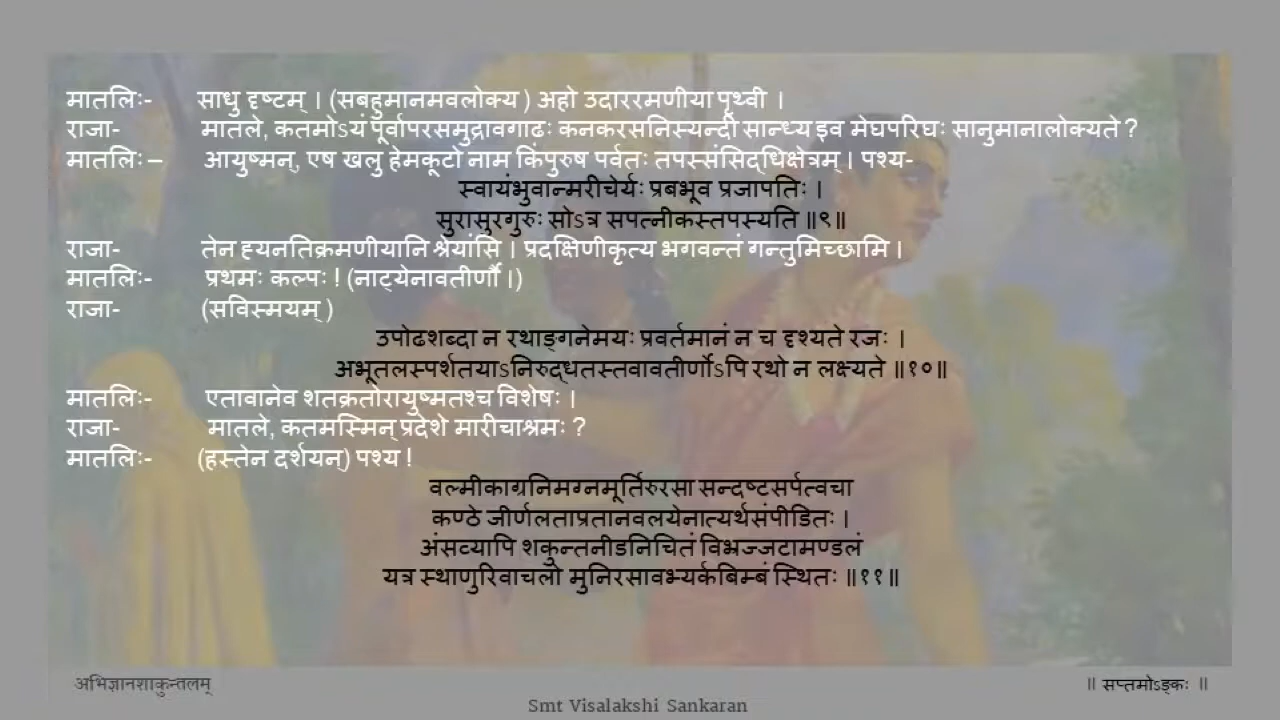 मातलिः- साधु दृष्टम् । (सबहुमानमवलोक्य ) अहो उदाररमणीया पृथ्वी ।
राजा- मातले, कतमोऽयं पूर्वापरसमुद्रावगाढः कनकरसनिस्यन्दी सान्ध्य इव मेघपरिघः सानुमानालोक्यते ?
मातलिः – आयुष्मन्, एष खलु हेमकूटो नाम किंपुरुष पर्वतः तपस्संसिद्धिक्षेत्रम् । पश्य-
स्वायंभुवान्मरीचेर्यः प्रबभूव प्रजापतिः ।
सुरासुरगुरुः सोऽत्र सपत्नीकस्तपस्यति ॥९॥
राजा- तेन ह्यनतिक्रमणीयानि श्रेयांसि । प्रदक्षिणीकृत्य भगवन्तं गन्तुमिच्छामि ।
मातलिः- प्रथमः कल्पः ! (नाट्येनावतीर्णौ ।)
राजा- (सविस्मयम् )
उपोढशब्दा न रथाङ्गनेमयः प्रवर्तमानं न च दृश्यते रजः ।
अभूतलस्पर्शतयाऽनिरुद्धतस्तवावतीर्णोऽपि रथो न लक्ष्यते ॥१०॥
मातलिः- एतावानेव शतक्रतोरायुष्मतश्च विशेषः ।
राजा- मातले, कतमस्मिन् प्रदेशे मारीचाश्रमः ?
मातलिः- (हस्तेन दर्शयन्) पश्य !
वल्मीकाग्रनिमग्नमूर्तिरुरसा सन्दष्टसर्पत्वचा
कण्ठे जीर्णलताप्रतानवलयेनात्यर्थसंपीडितः ।
अंसव्यापि शकुन्तनीडनिचितं विभ्रज्जटामण्डलं
यत्र स्थाणुरिवाचलो मुनिरसावभ्यर्कबिम्बं स्थितः ॥११॥
अभिज्ञानशाकुन्तलम्
॥ सप्तमोऽङ्कः ॥
Smt Visalakshi Sankaran